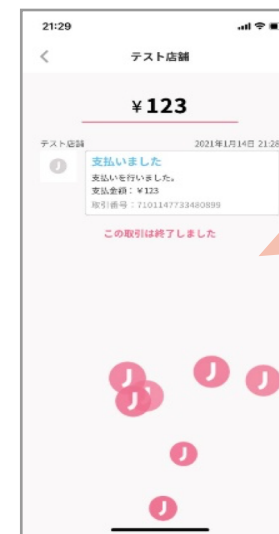 21:29
テスト店舗
¥123
テスト店舗 2021年1月14日 21:28
J
支払いました
支払いを行いました。
支払金額：¥123
取引番号：7101147733480899
この取引は終了しました
J
J
J
J
J
J